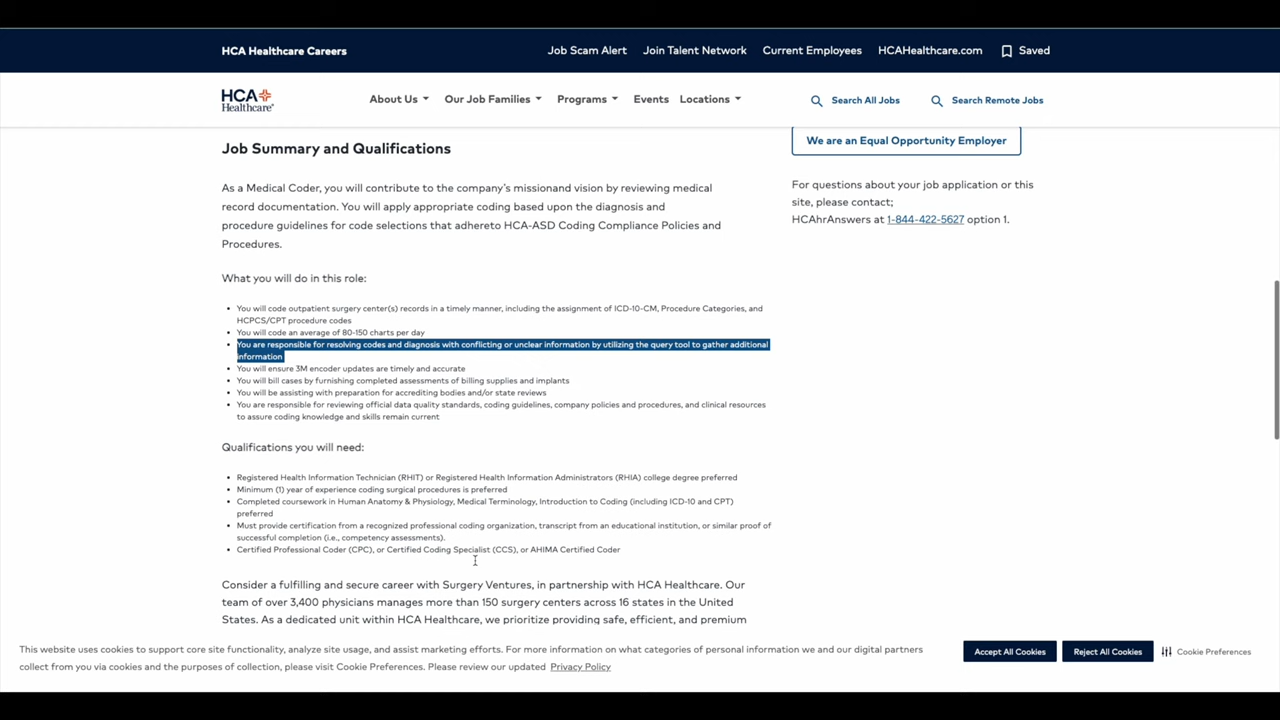 HCA Healthcare Careers
Job Scam Alert
Join Talent Network
Current Employees
HCAHealthcare.com
Saved
HCA
Healthcare®
About Us
Our Job Families
Programs
Events
Locations
Search All Jobs
Search Remote Jobs
Job Summary and Qualifications
As a Medical Coder, you will contribute to the company's missionand vision by reviewing medical
record documentation. You will apply appropriate coding based upon the diagnosis and
procedure guidelines for code selections that adhereto HCA-ASD Coding Compliance Policies and
Procedures.
What you will do in this role:
• You will code outpatient surgery center(s) records in a timely manner, including the assignment of ICD-10-CM, Procedure Categories, and
HCPCS/CPT procedure codes
• You will code an average of 80-150 charts per day
• You are responsible for resolving codes and diagnosis with conflicting or unclear information by utilizing the query tool to gather additional
information
• You will ensure 3M encoder updates are timely and accurate
• You will bill cases by furnishing completed assessments of billing supplies and implants
• You will be assisting with preparation for accrediting bodies and/or state reviews
• You are responsible for reviewing official data quality standards, coding guidelines, company policies and procedures, and clinical resources
to assure coding knowledge and skills remain current
Qualifications you will need:
• Registered Health Information Technician (RHIT) or Registered Health Information Administrators (RHIA) college degree preferred
• Minimum (1) year of experience coding surgical procedures is preferred
• Completed coursework in Human Anatomy & Physiology, Medical Terminology, Introduction to Coding (including ICD-10 and CPT)
preferred
• Must provide certification from a recognized professional coding organization, transcript from an educational institution, or similar proof of
successful completion (i.e., competency assessments).
• Certified Professional Coder (CPC), or Certified Coding Specialist (CCS), or AHIMA Certified Coder
Consider a fulfilling and secure career with Surgery Ventures, in partnership with HCA Healthcare. Our
team of over 3,400 physicians manages more than 150 surgery centers across 16 states in the United
States. As a dedicated unit within HCA Healthcare, we prioritize providing safe, efficient, and premium
We are an Equal Opportunity Employer
For questions about your job application or this
site, please contact;
HCAhrAnswers at 1-844-422-5627 option 1.
This website uses cookies to support core site functionality, analyze site usage, and assist marketing efforts. For more information on what categories of personal information we and our digital partners
collect from you via cookies and the purposes of collection, please visit Cookie Preferences. Please review our updated Privacy Policy
Accept All Cookies
Reject All Cookies
Cookie Preferences